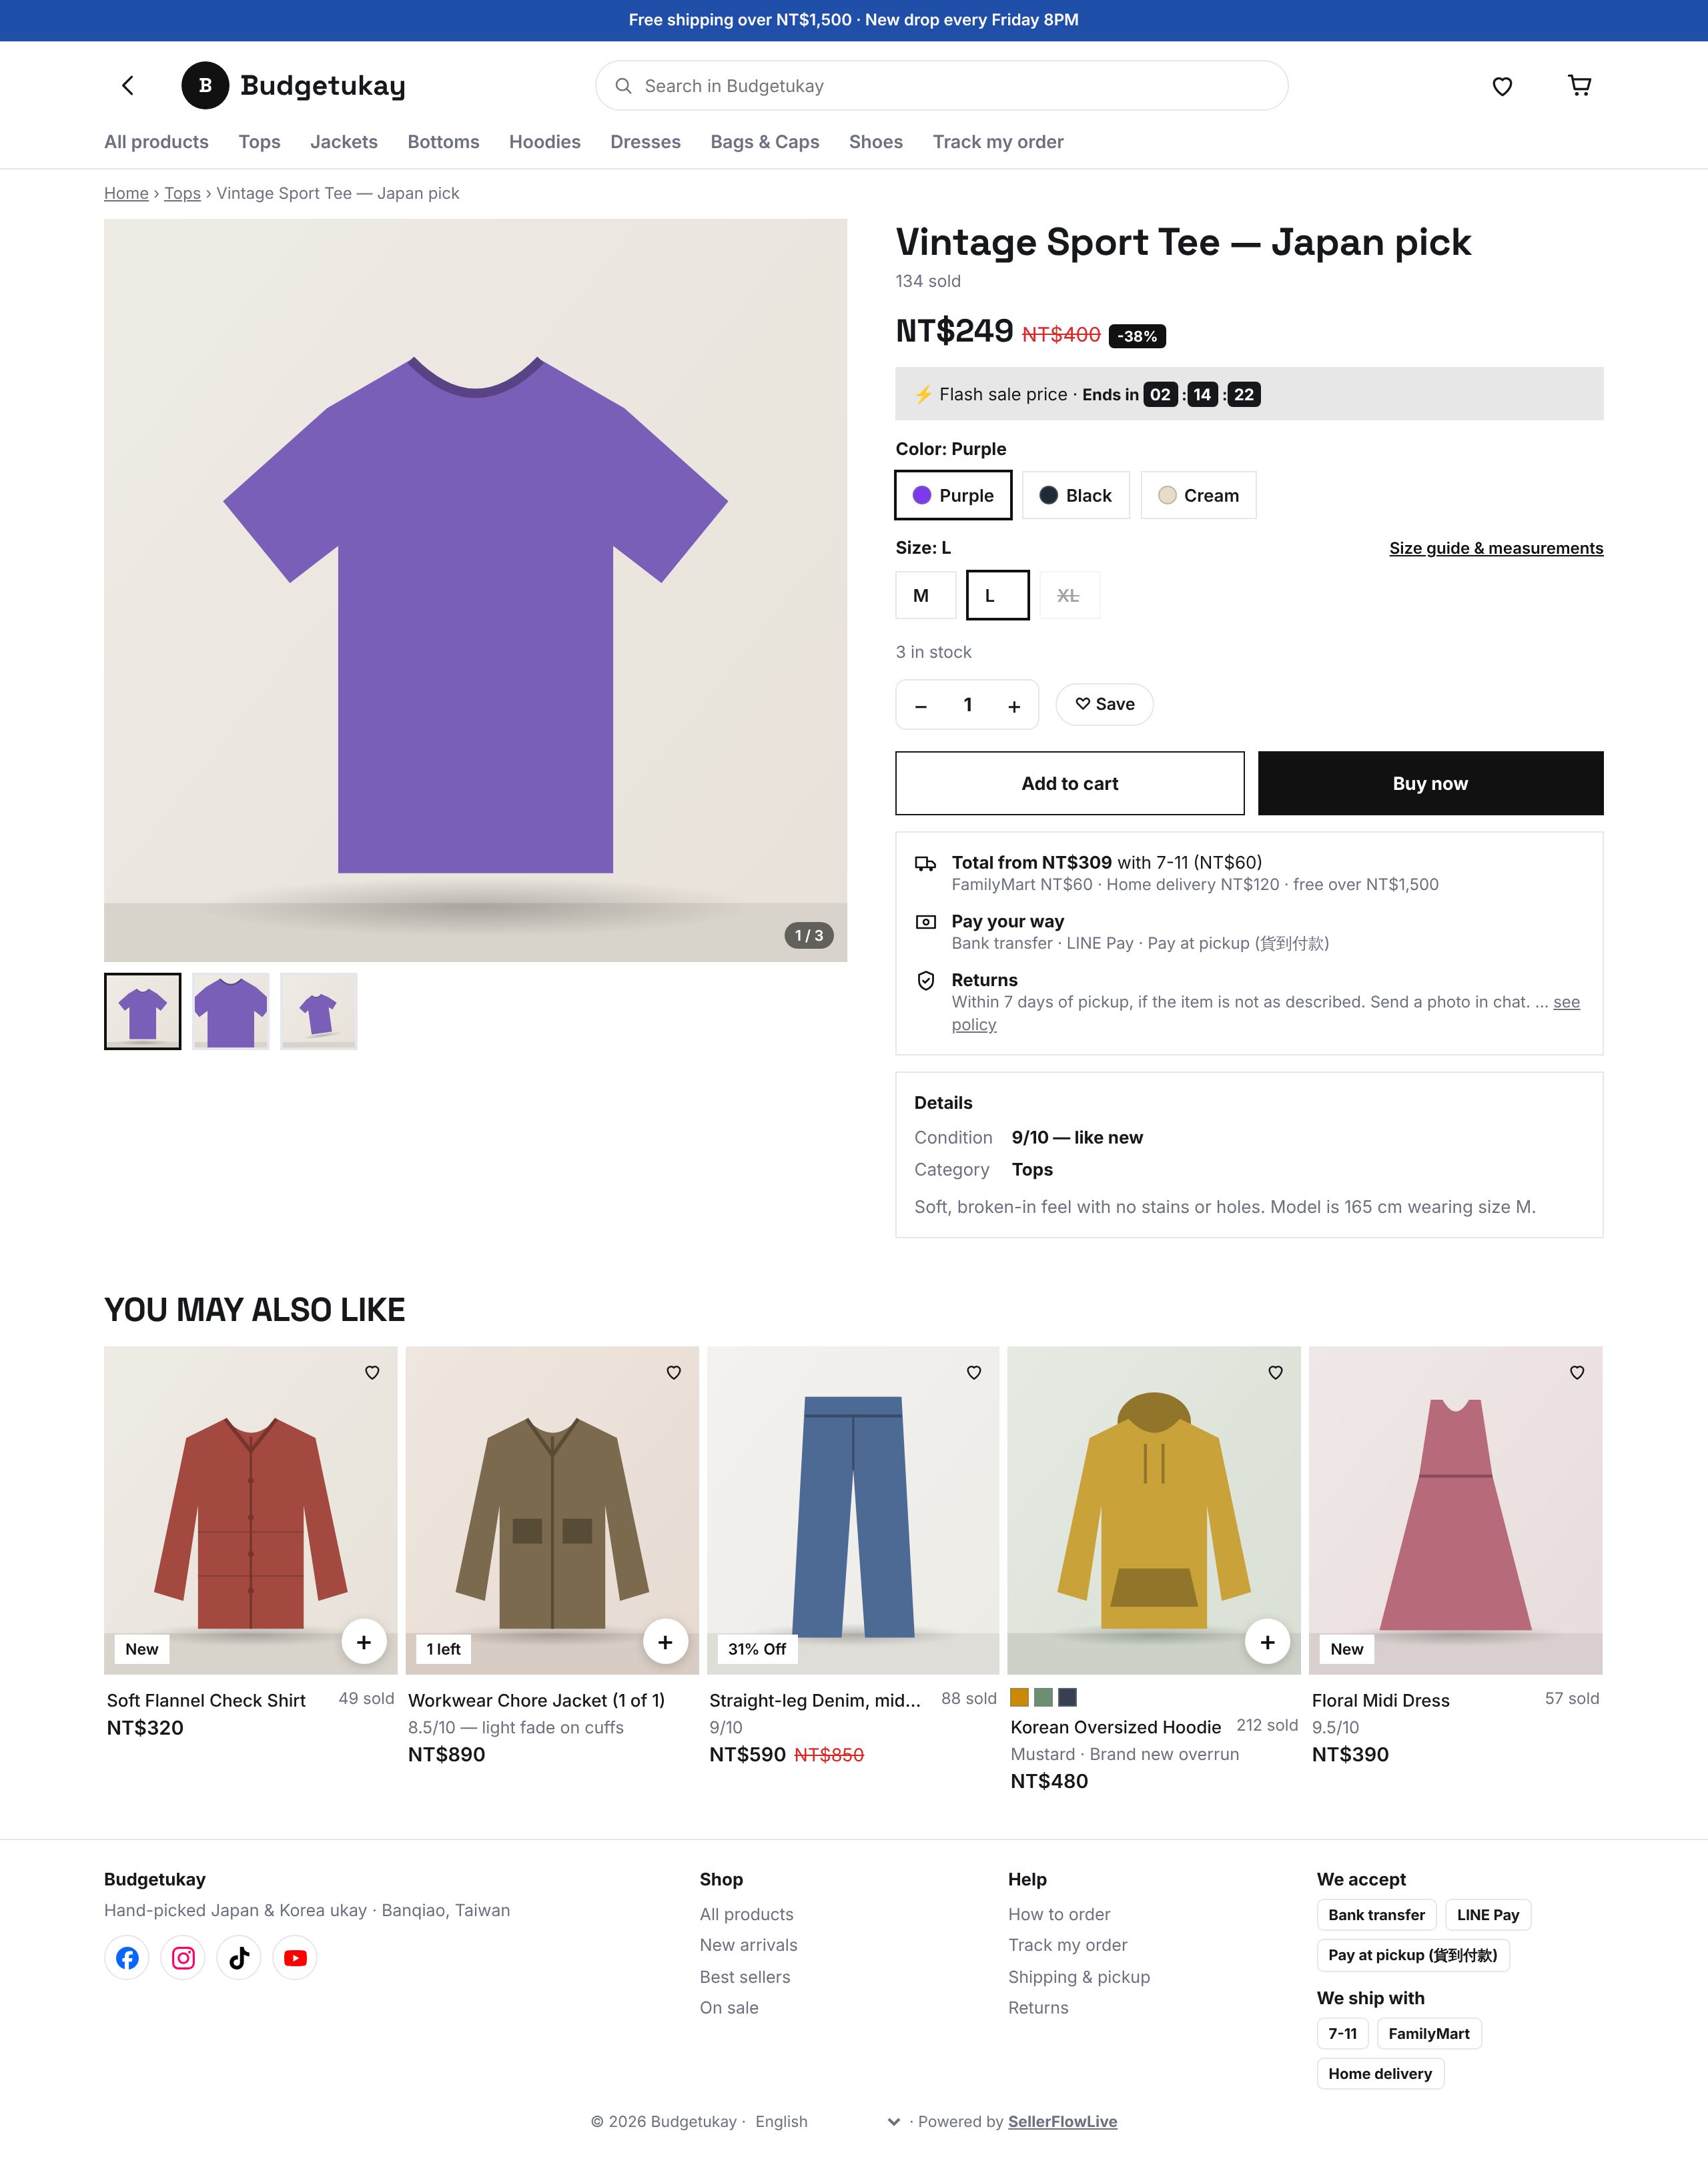 Free shipping over NT$1,500 · New drop every Friday 8PM
B Budgetukay
Search in Budgetukay
All products Tops Jackets Bottoms Hoodies Dresses Bags & Caps Shoes Track my order
Home › Tops › Vintage Sport Tee — Japan pick
1 / 3
Vintage Sport Tee — Japan pick
134 sold
NT$249 NT$400 -38%
⚡ Flash sale price · Ends in 02 : 14 : 22
Color: Purple
Purple Black Cream
Size: L Size guide & measurements
M L XL
3 in stock
− 1 + ♡ Save
Add to cart Buy now
Total from NT$309 with 7-11 (NT$60)
FamilyMart NT$60 · Home delivery NT$120 · free over NT$1,500
Pay your way
Bank transfer · LINE Pay · Pay at pickup (貨到付款)
Returns
Within 7 days of pickup, if the item is not as described. Send a photo in chat. ... see
policy
Details
Condition 9/10 — like new
Category Tops
Soft, broken-in feel with no stains or holes. Model is 165 cm wearing size M.
YOU MAY ALSO LIKE
New +
Soft Flannel Check Shirt 49 sold
NT$320
1 left +
Workwear Chore Jacket (1 of 1)
8.5/10 — light fade on cuffs
NT$890
31% Off
Straight-leg Denim, mid... 88 sold
9/10
NT$590 NT$850
+
Korean Oversized Hoodie 212 sold
Mustard · Brand new overrun
NT$480
New
Floral Midi Dress 57 sold
9.5/10
NT$390
Budgetukay
Hand-picked Japan & Korea ukay · Banqiao, Taiwan
Shop
All products
New arrivals
Best sellers
On sale
Help
How to order
Track my order
Shipping & pickup
Returns
We accept
Bank transfer LINE Pay
Pay at pickup (貨到付款)
We ship with
7-11 FamilyMart
Home delivery
© 2026 Budgetukay · English · Powered by SellerFlowLive